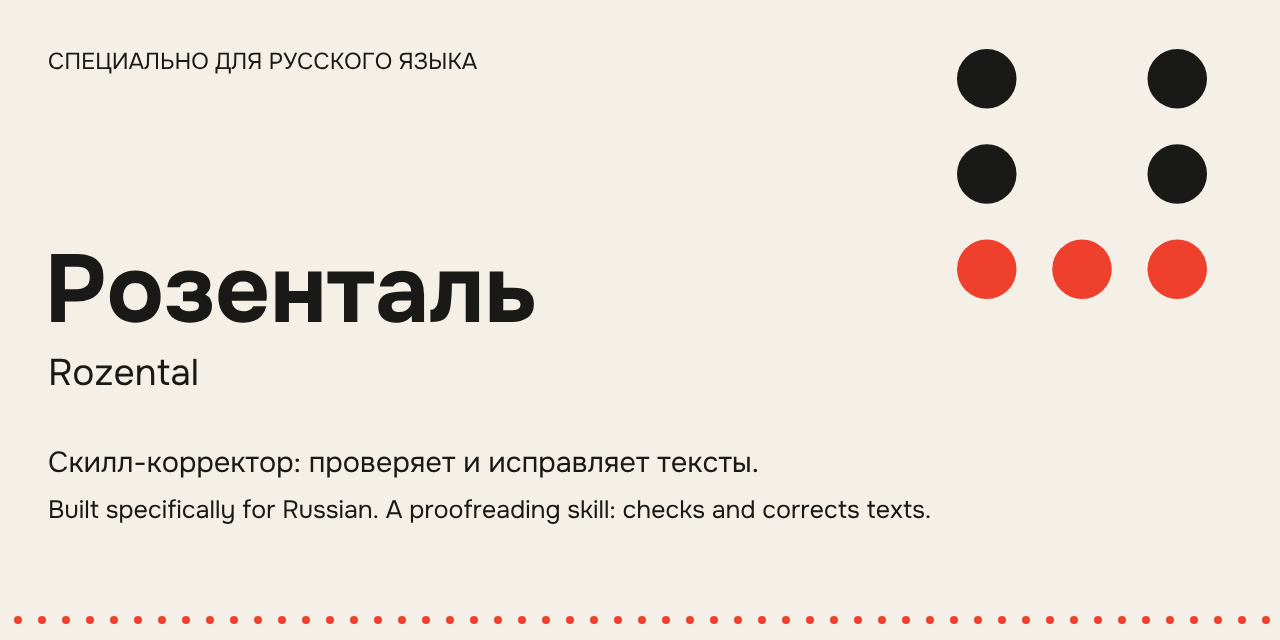 СПЕЦИАЛЬНО ДЛЯ РУССКОГО ЯЗЫКА
Розенталь
Rozental
Скилл-корректор: проверяет и исправляет тексты.
Built specifically for Russian. A proofreading skill: checks and corrects texts.